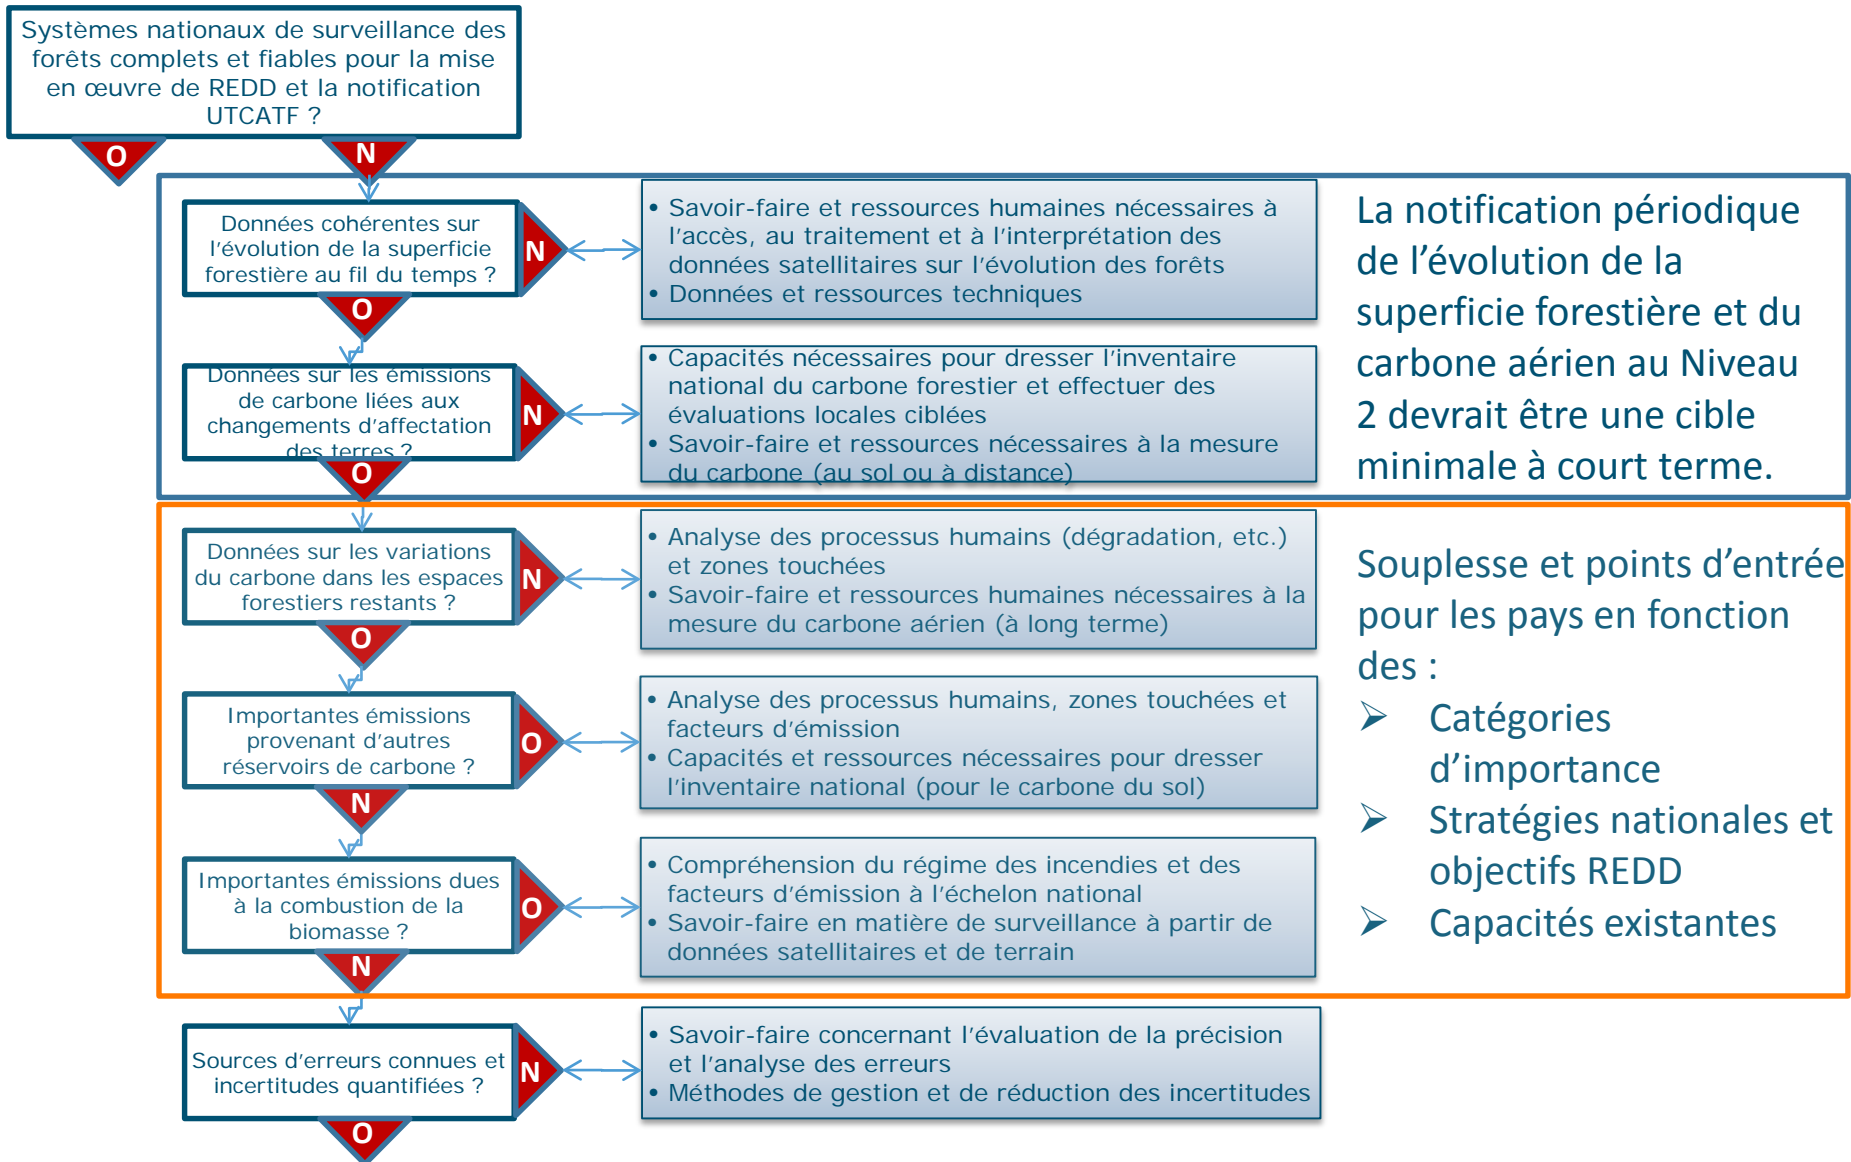 Systèmes nationaux de surveillance des
forêts complets et fiables pour la mise
en œuvre de REDD et la notification
UTCATF ?
O
N
Données cohérentes sur
l’évolution de la superficie
forestière au fil du temps ?
N
O
• Savoir-faire et ressources humaines nécessaires à
l’accès, au traitement et à l’interprétation des
données satellitaires sur l’évolution des forêts
• Données et ressources techniques
Données sur les émissions
de carbone liées aux
changements d’affectation
des terres ?
N
O
• Capacités nécessaires pour dresser l’inventaire
national du carbone forestier et effectuer des
évaluations locales ciblées
• Savoir-faire et ressources nécessaires à la mesure
du carbone (au sol ou à distance)
La notification périodique
de l’évolution de la
superficie forestière et du
carbone aérien au Niveau
2 devrait être une cible
minimale à court terme.
Données sur les variations
du carbone dans les espaces
forestiers restants ?
N
O
• Analyse des processus humains (dégradation, etc.)
et zones touchées
• Savoir-faire et ressources humaines nécessaires à la
mesure du carbone aérien (à long terme)
Importantes émissions
provenant d’autres
réservoirs de carbone ?
O
N
• Analyse des processus humains, zones touchées et
facteurs d’émission
• Capacités et ressources nécessaires pour dresser
l’inventaire national (pour le carbone du sol)
Importantes émissions dues
à la combustion de la
biomasse ?
O
N
• Compréhension du régime des incendies et des
facteurs d’émission à l’échelon national
• Savoir-faire en matière de surveillance à partir de
données satellitaires et de terrain
Souplesse et points d’entrée
pour les pays en fonction
des :
➢ Catégories
d’importance
➢ Stratégies nationales et
objectifs REDD
➢ Capacités existantes
Sources d’erreurs connues et
incertitudes quantifiées ?
N
O
• Savoir-faire concernant l’évaluation de la précision
et l’analyse des erreurs
• Méthodes de gestion et de réduction des incertitudes